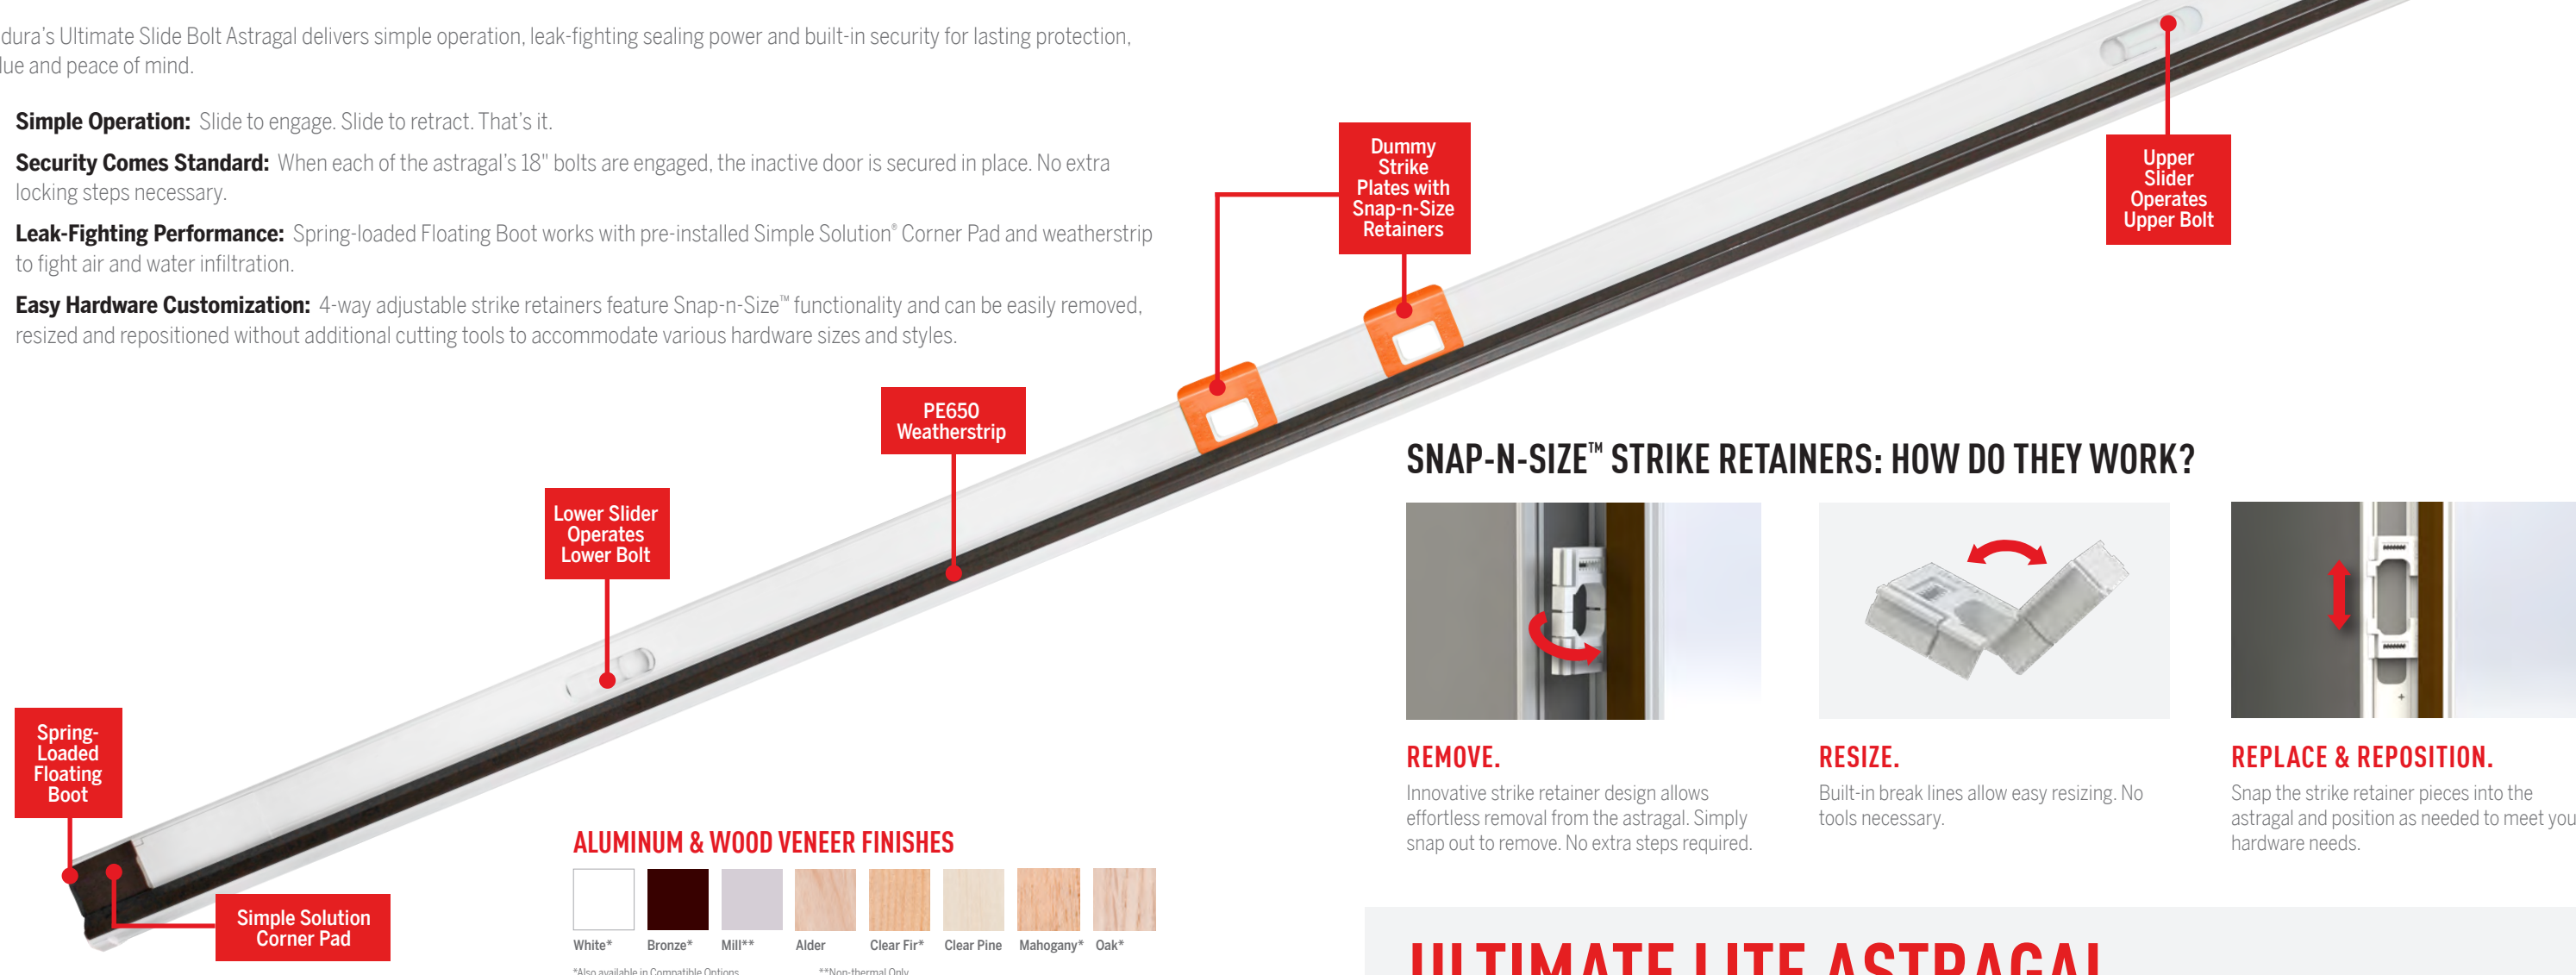 dura's Ultimate Slide Bolt Astragal delivers simple operation, leak-fighting sealing power and built-in security for lasting protection,
lue and peace of mind.
Simple Operation: Slide to engage. Slide to retract. That's it.
Security Comes Standard: When each of the astragal's 18" bolts are engaged, the inactive door is secured in place. No extra
locking steps necessary.
Leak-Fighting Performance: Spring-loaded Floating Boot works with pre-installed Simple Solution® Corner Pad and weatherstrip
to fight air and water infiltration.
Easy Hardware Customization: 4-way adjustable strike retainers feature Snap-n-Size™ functionality and can be easily removed,
resized and repositioned without additional cutting tools to accommodate various hardware sizes and styles.
Dummy
Strike
Plates with
Snap-n-Size
Retainers
Upper
Slider
Operates
Upper Bolt
PE650
Weatherstrip
Lower Slider
Operates
Lower Bolt
Spring-
Loaded
Floating
Boot
Simple Solution
Corner Pad
ALUMINUM & WOOD VENEER FINISHES
White* Bronze* Mill** Alder Clear Fir* Clear Pine Mahogany* Oak*
*Also available in Compatible Options **Non-thermal Only
SNAP-N-SIZE™ STRIKE RETAINERS: HOW DO THEY WORK?
REMOVE.
Innovative strike retainer design allows
effortless removal from the astragal. Simply
snap out to remove. No extra steps required.
RESIZE.
Built-in break lines allow easy resizing. No
tools necessary.
REPLACE & REPOSITION.
Snap the strike retainer pieces into the
astragal and position as needed to meet you
hardware needs.
ULTIMATE LITE ASTRAGAL